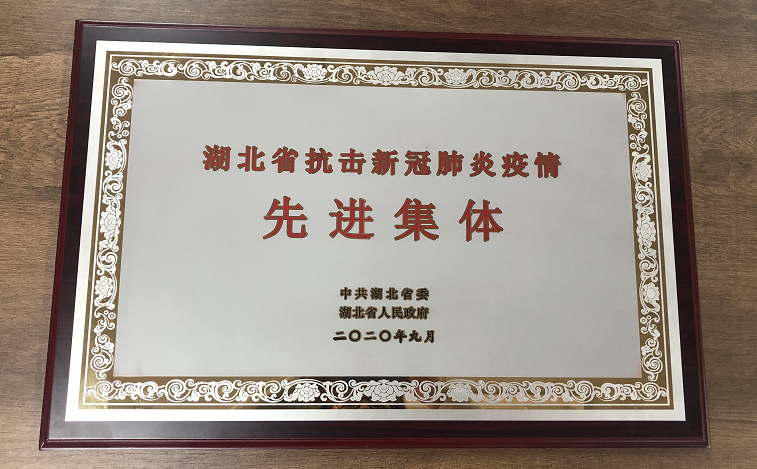 湖北省抗击新冠肺炎疫情
先进集体
中共湖北省委
湖北省人民政府
二〇二〇年九月